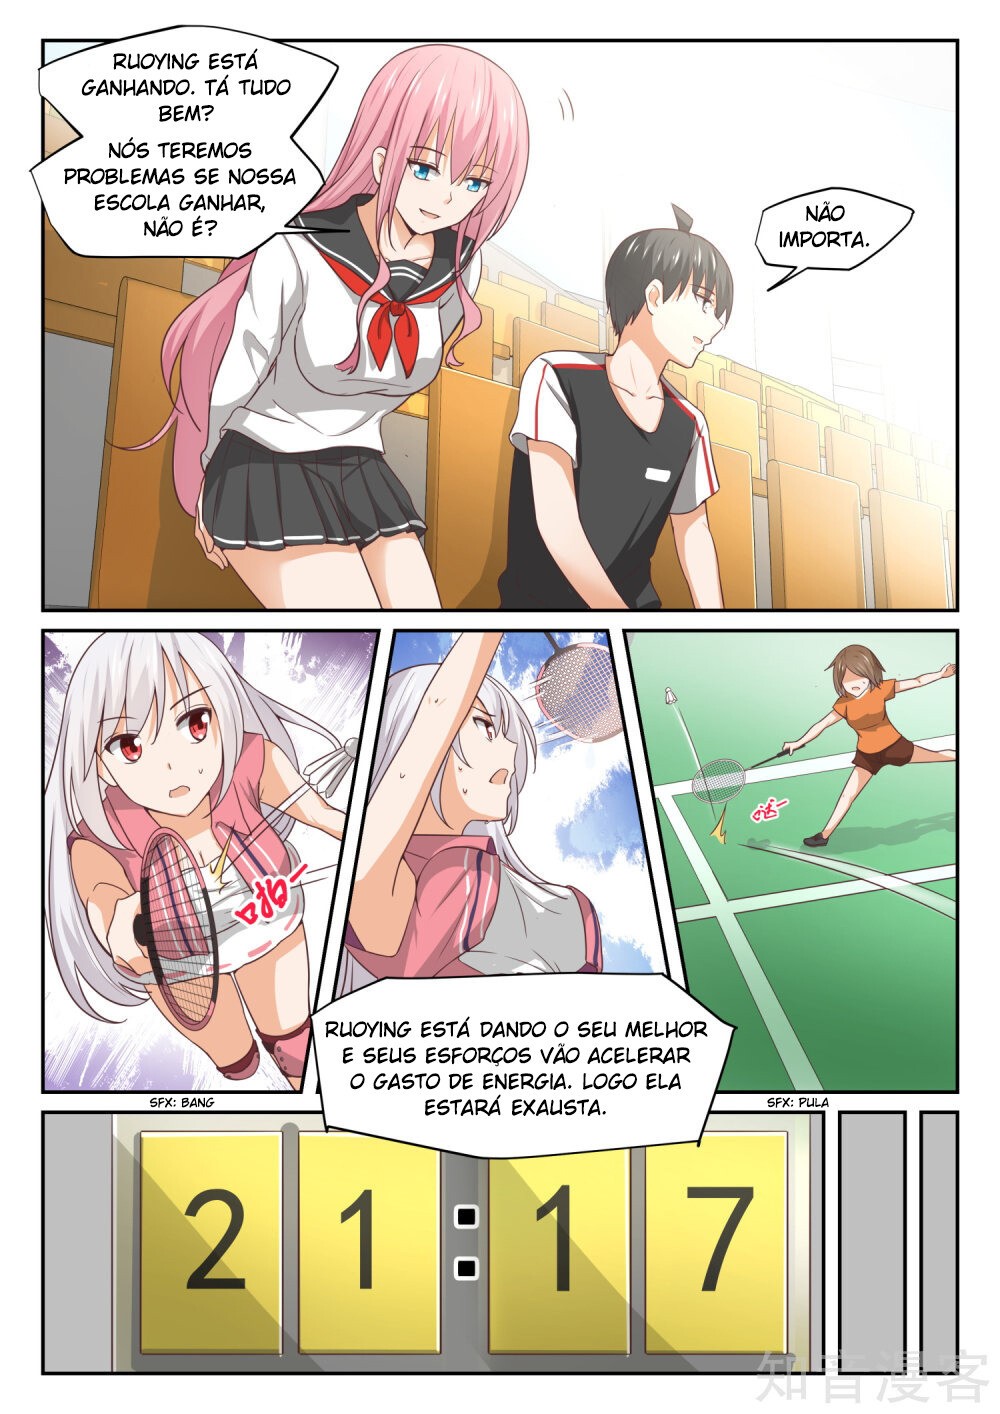 RUOYING ESTÁ
GANHANDO. TÁ TUDO
BEM?
NÓS TEREMOS
PROBLEMAS SE NOSSA
ESCOLA GANHAR,
NÃO É?
NÃO
IMPORTA.
啪-
哒-
RUOYING ESTÁ DANDO O SEU MELHOR
E SEUS ESFORÇOS VÃO ACELERAR
O GASTO DE ENERGIA. LOGO ELA
ESTARÁ EXAUSTA.
SFX: BANG
SFX: PULA
21:17
知音漫客